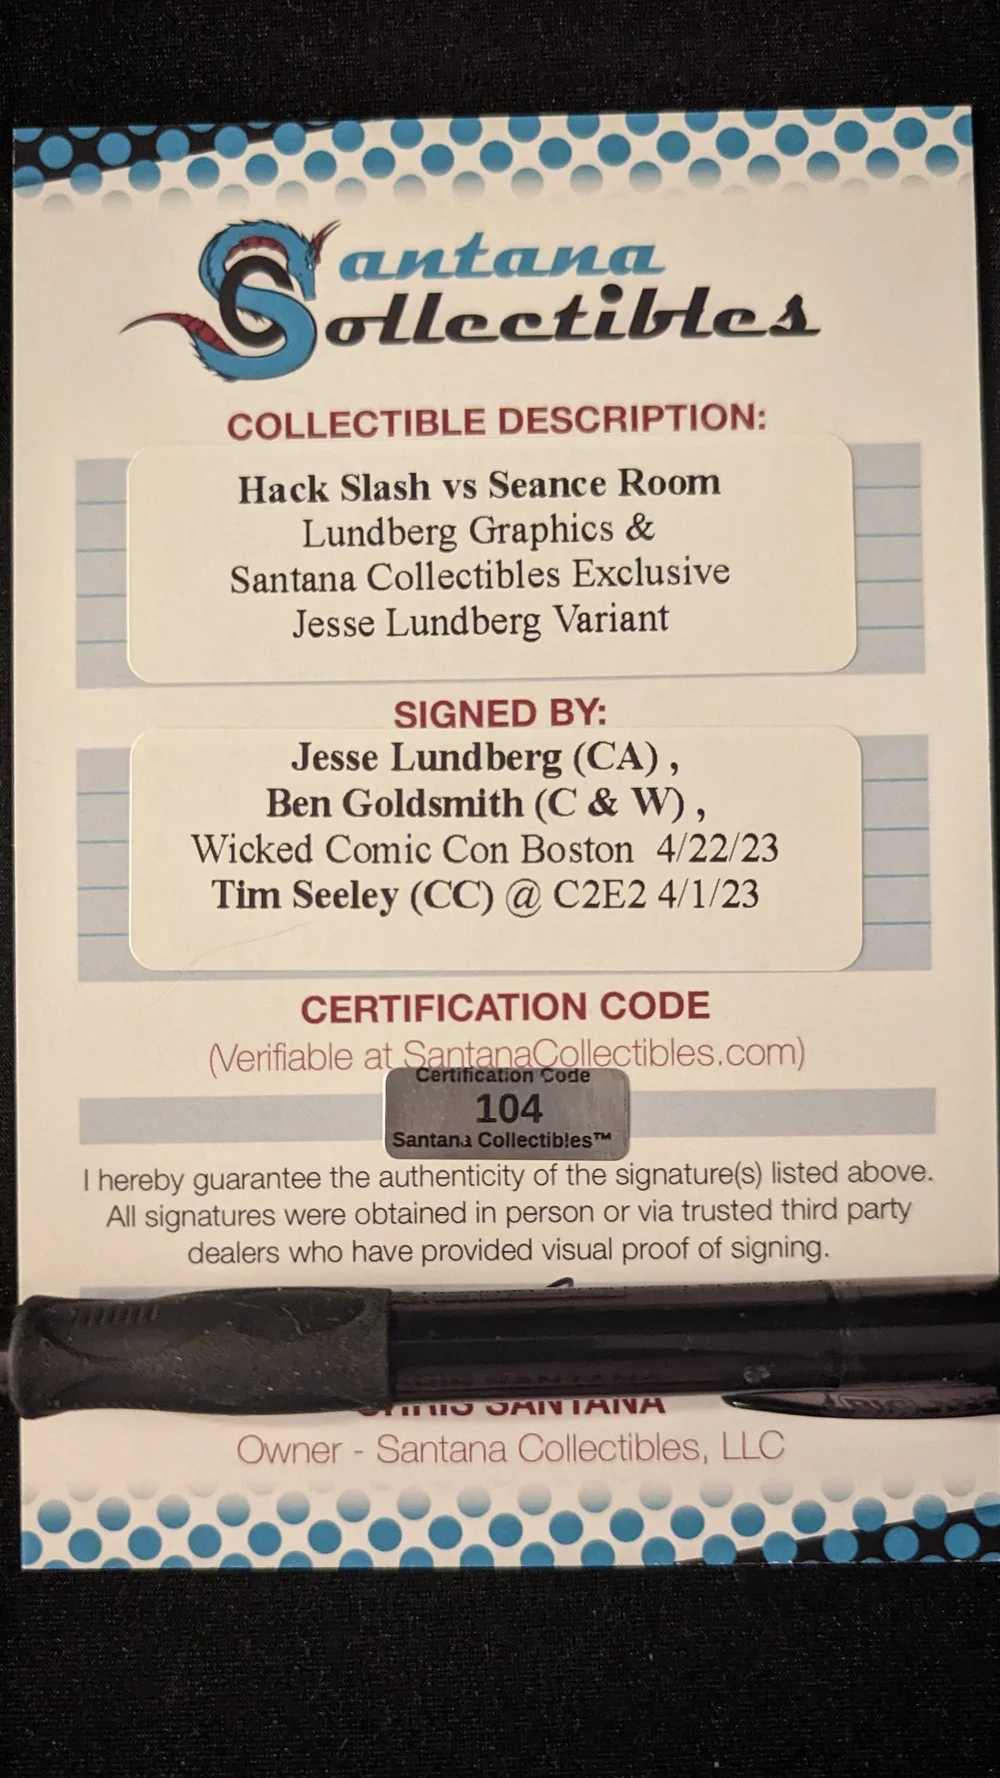 Santana
Collectibles
COLLECTIBLE DESCRIPTION:
Hack Slash vs Seance Room
Lundberg Graphics &
Santana Collectibles Exclusive
Jesse Lundberg Variant
SIGNED BY:
Jesse Lundberg (CA) ,
Ben Goldsmith (C & W) ,
Wicked Comic Con Boston 4/22/23
Tim Seeley (CC) @ C2E2 4/1/23
CERTIFICATION CODE
(Verifiable at SantanaCollectibles.com)
Certification Code
104
Santana Collectibles™
I hereby guarantee the authenticity of the signature(s) listed above.
All signatures were obtained in person or via trusted third party
dealers who have provided visual proof of signing.
CHRIS SANTANA
Owner - Santana Collectibles, LLC